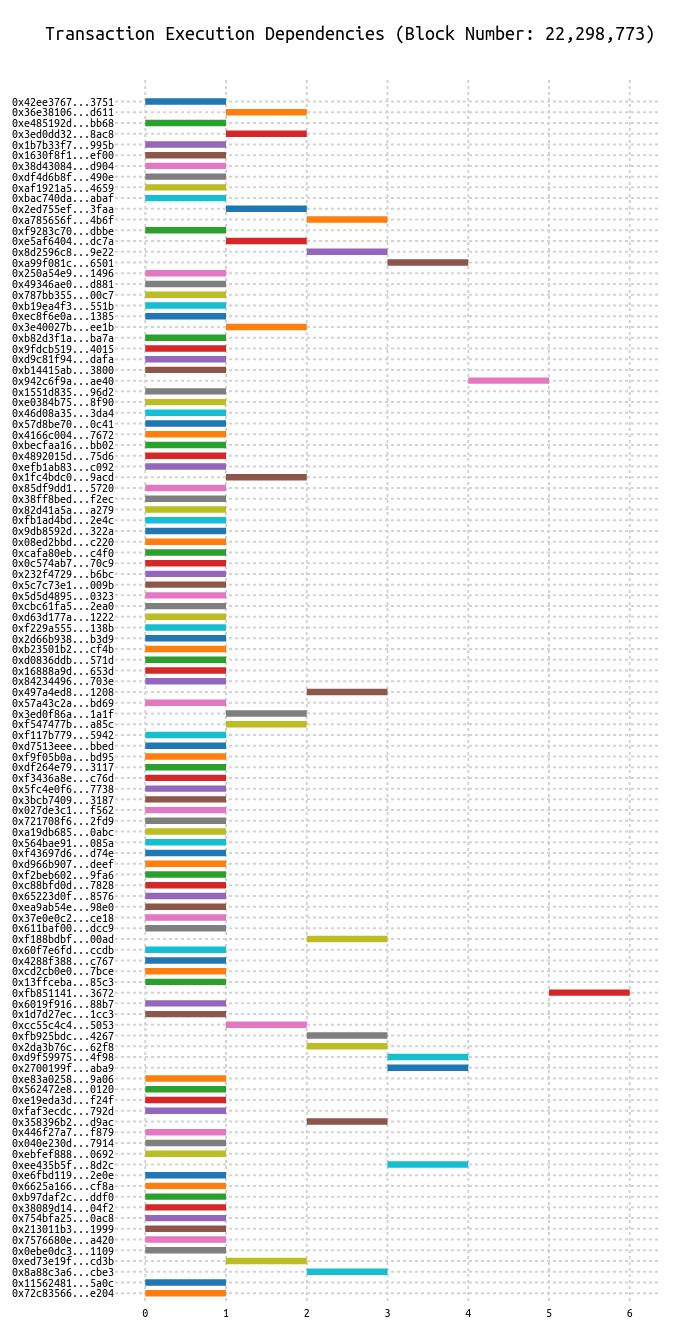 Transaction Execution Dependencies (Block Number: 22,298,773)
0x42ee3767...3751
0x36e38106...d611
0xe485192d...bb68
0x3ed0dd32...8ac8
0x1b7b33f7...995b
0x1630f8f1...ef00
0x38d43084...d904
0xdf4d6b8f...490e
0xaf1921a5...4659
0xbac740da...abaf
0x2ed755ef...3faa
0xa785656f...4b6f
0xf9283c70...dbbe
0xe5af6404...dc7a
0x8d2596c8...9e22
0xa99f081c...6501
0x250a54e9...1496
0x49346ae0...d881
0x787bb355...00c7
0xb19ea4f3...551b
0xec8f6e0a...1385
0x3e40027b...ee1b
0xb82d3f1a...ba7a
0x9fdcb519...4015
0xd9c81f94...dafa
0xb14415ab...3800
0x942c6f9a...ae40
0x1551d835...96d2
0xe0384b75...8f90
0x46d08a35...3da4
0x57d8be70...0c41
0x4166c004...7672
0xbecfaa16...bb02
0x4892015d...75d6
0xefb1ab83...c092
0x1fc4bdc0...9acd
0x85df9dd1...5720
0x38ff8bed...f2ec
0x82d41a5a...a279
0xfb1ad4bd...2e4c
0x9db8592d...322a
0x08ed2bbd...c220
0xcafa80eb...c4f0
0x0c574ab7...70c9
0x232f4729...b6bc
0x5c7c73e1...009b
0x5d5d4895...0323
0xcbc61fa5...2ea0
0xd63d177a...1222
0xf229a555...138b
0x2d66b938...b3d9
0xb23501b2...cf4b
0xd0836ddb...571d
0x16888a9d...653d
0x84234496...703e
0x497a4ed8...1208
0x57a43c2a...bd69
0x3ed0f86a...1a1f
0xf547477b...a85c
0xf117b779...5942
0xd7513eee...bbed
0xf9f05b0a...bd95
0xdf264e79...3117
0xf3436a8e...c76d
0x5fc4e0f6...7738
0x3bcb7409...3187
0x027de3c1...f562
0x721708f6...2fd9
0xa19db685...0abc
0x564bae91...085a
0xf43697d6...d74e
0xd966b907...deef
0xf2beb602...9fa6
0xc88bfd0d...7828
0x65223d0f...8576
0xea9ab54e...98e0
0x37e0e0c2...ce18
0x611baf00...dcc9
0xf188bdbf...00ad
0x60f7e6fd...ccdb
0x4288f388...c767
0xcd2cb0e0...7bce
0x13ffceba...85c3
0xfb851141...3672
0x6019f916...88b7
0x1d7d27ec...1cc3
0xcc55c4c4...5053
0xfb925bdc...4267
0x2da3b76c...62f8
0xd9f59975...4f98
0x2700199f...aba9
0xe83a0258...9a06
0x562472e8...0120
0xe19eda3d...f24f
0xfaf3ecdc...792d
0x358396b2...d9ac
0x446f27a7...f879
0x040e230d...7914
0xebfef888...0692
0xee435b5f...8d2c
0xe6fbd119...2e0e
0x6625a166...cf8a
0xb97daf2c...ddf0
0x38089d14...04f2
0x754bfa25...0ac8
0x213011b3...1999
0x7576680e...a420
0x0ebe0dc3...1109
0xed73e19f...cd3b
0x8a88c3a6...cbe3
0x11562481...5a0c
0x72c83566...e204
0 1 2 3 4 5 6